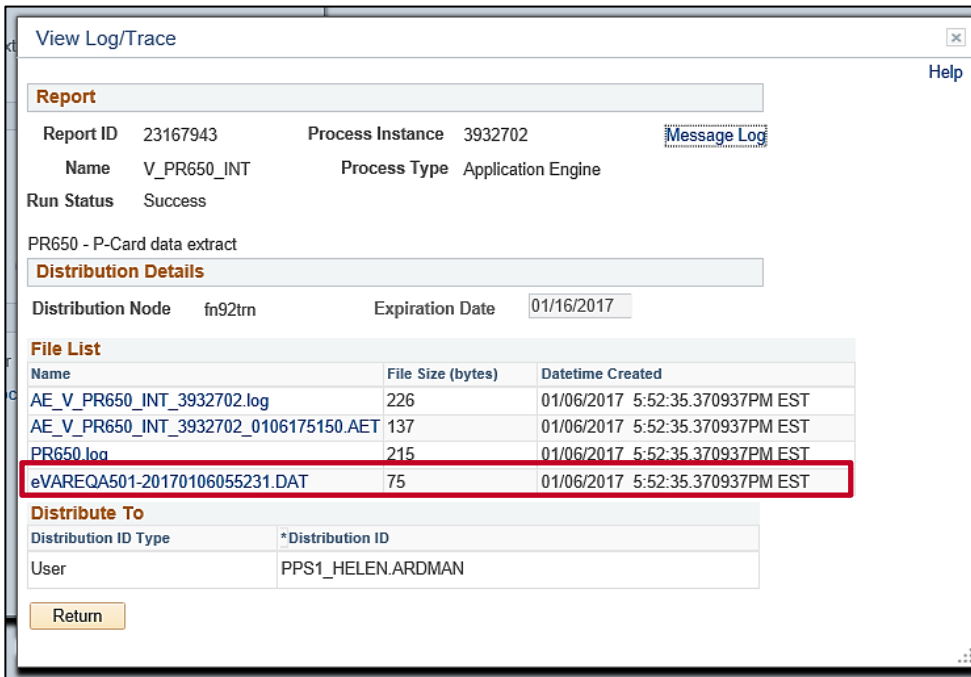 View Log/Trace
Help
Report
Report ID 23167943 Process Instance 3932702 Message Log
Name V_PR650_INT Process Type Application Engine
Run Status Success
PR650 - P-Card data extract
Distribution Details
Distribution Node fn92trn Expiration Date 01/16/2017
File List
Name File Size (bytes) Datetime Created
AE_V_PR650_INT_3932702.log 226 01/06/2017 5:52:35.370937PM EST
AE_V_PR650_INT_3932702_0106175150.AET 137 01/06/2017 5:52:35.370937PM EST
PR650.log 215 01/06/2017 5:52:35.370937PM EST
eVAREQA501-20170106055231.DAT 75 01/06/2017 5:52:35.370937PM EST
Distribute To
Distribution ID Type *Distribution ID
User PPS1_HELEN.ARDMAN
Return